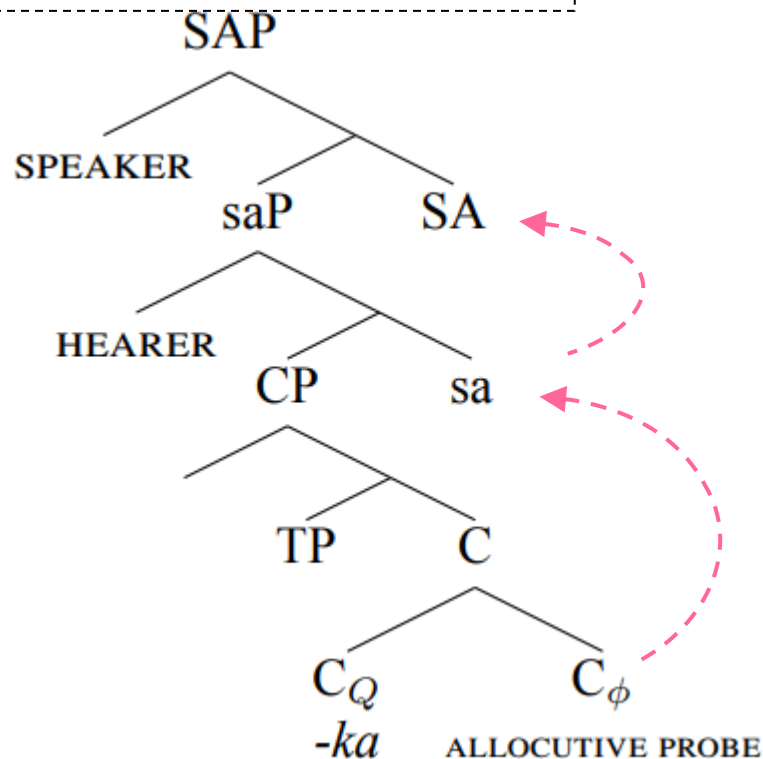 SAP
SPEAKER
saP SA
HEARER
CP sa
TP C
C_Q C_ϕ
-ka ALLOCUTIVE PROBE